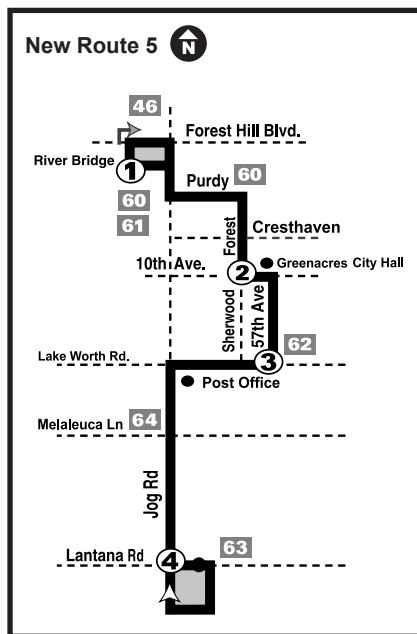 New Route 5 N
46
Forest Hill Blvd.
River Bridge 1
Purdy 60
60
61
Forest
Cresthaven
10th Ave. 2 Greenacres City Hall
Sherwood
57th Ave
62
Lake Worth Rd. 3
Post Office
Melaleuca Ln 64
Jog Rd
Lantana Rd 4 63